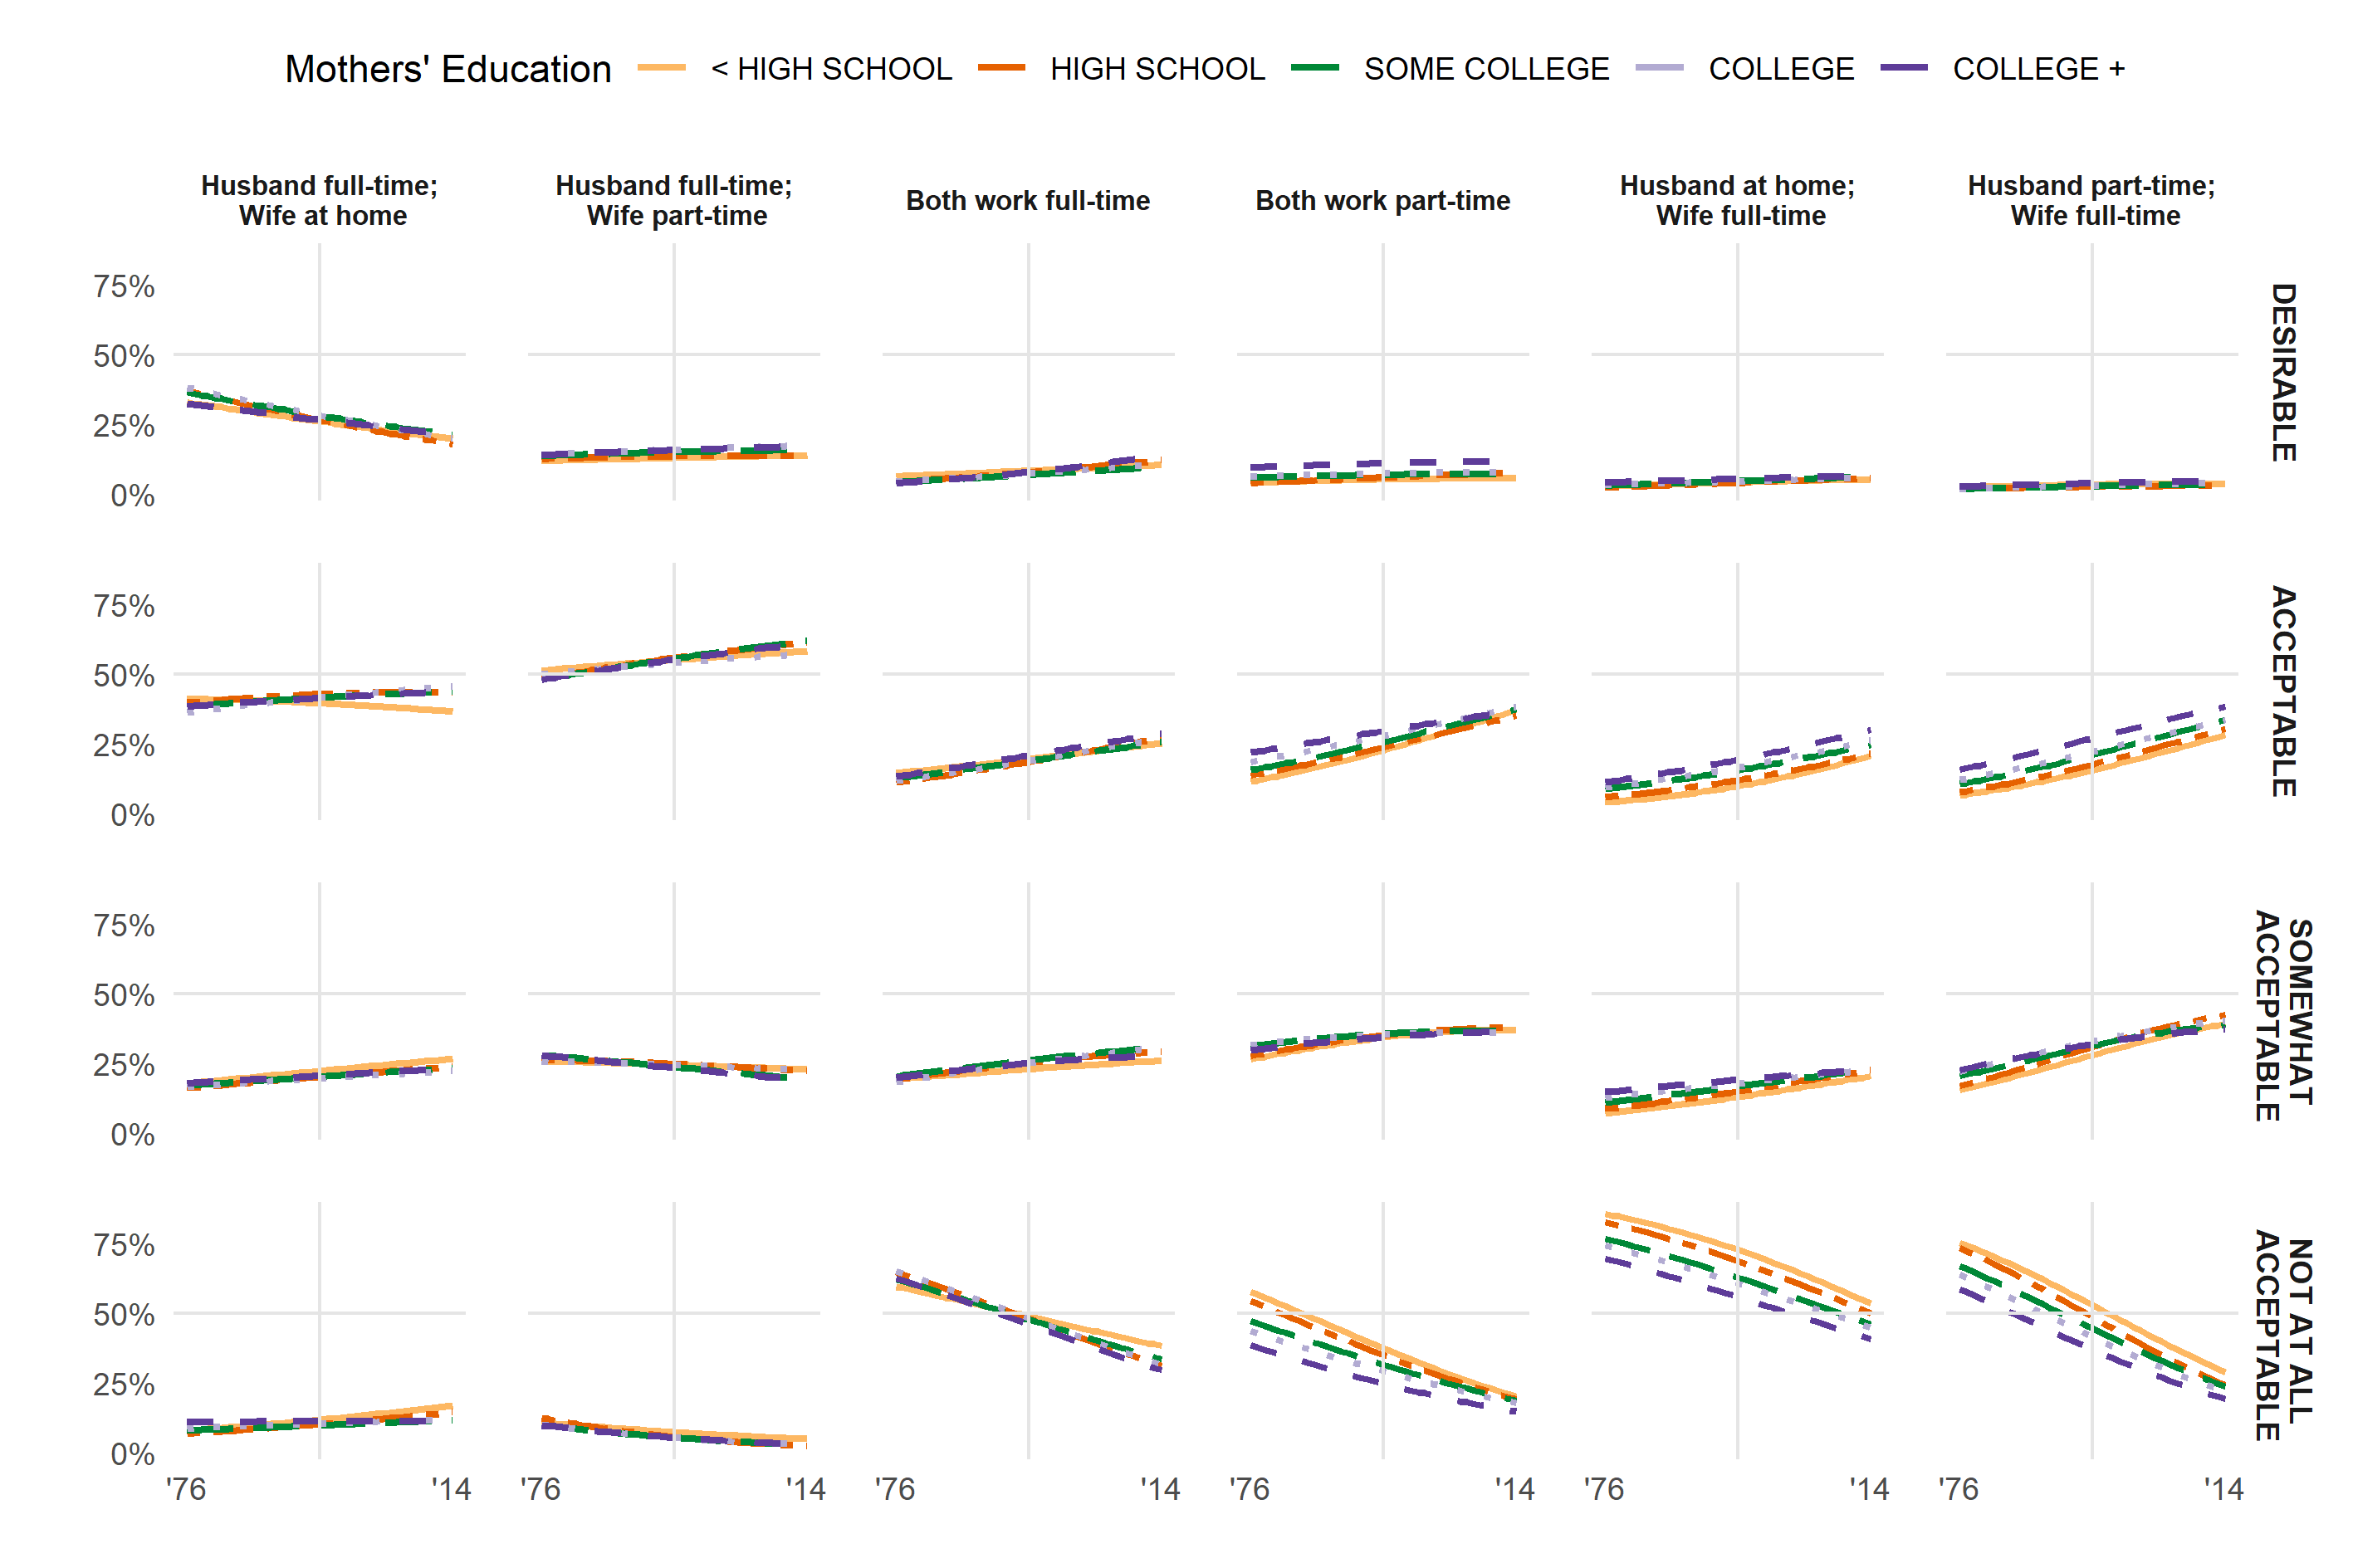 Mothers' Education < HIGH SCHOOL HIGH SCHOOL SOME COLLEGE COLLEGE COLLEGE +
Husband full-time;
Wife at home
Husband full-time;
Wife part-time
Both work full-time
Both work part-time
Husband at home;
Wife full-time
Husband part-time;
Wife full-time
75%
50%
25%
0%
DESIRABLE
75%
50%
25%
0%
ACCEPTABLE
75%
50%
25%
0%
SOMEWHAT
ACCEPTABLE
75%
50%
25%
0%
NOT AT ALL
ACCEPTABLE
'76 '14 '76 '14 '76 '14 '76 '14 '76 '14 '76 '14